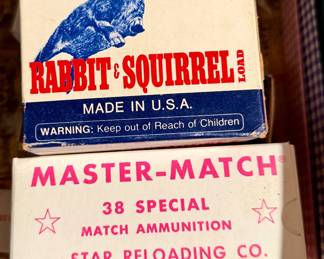 RABBIT & SQUIRREL LOAD
MADE IN U.S.A.
WARNING: Keep out of Reach of Children
MASTER-MATCH®
38 SPECIAL
MATCH AMMUNITION
STAR RELOADING CO.